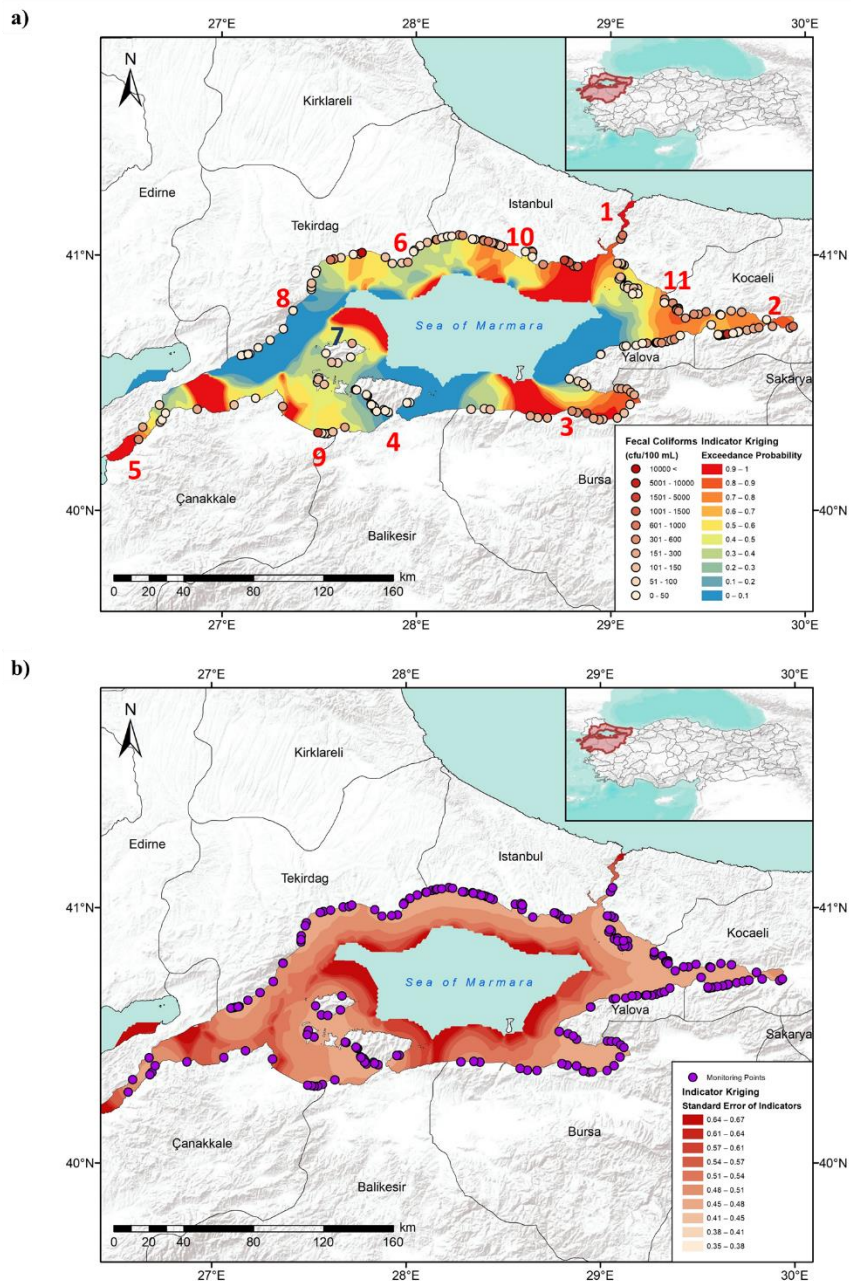 a)
27°E 28°E 29°E 30°E
N
Kirklareli
Edirne
Istanbul
1
Tekirdag
6
10
41°N
41°N
11
Kocaeli
8
2
Sea of Marmara
7
Yalova
Sakarya
3
4
5
9
Bursa
Çanakkale
40°N
40°N
Balikesir
Fecal Coliforms
(cfu/100 mL)
10000 <
5001 - 10000
1501 - 5000
1001 - 1500
601 - 1000
301 - 600
151 - 300
101 - 150
51 - 100
0 - 50
Indicator Kriging
Exceedance Probability
0.9 – 1
0.8 – 0.9
0.7 – 0.8
0.6 – 0.7
0.5 – 0.6
0.4 – 0.5
0.3 – 0.4
0.2 – 0.3
0.1 – 0.2
0 – 0.1
0 20 40 80 120 160
km
27°E 28°E 29°E 30°E
b)
27°E 28°E 29°E 30°E
N
Kirklareli
Edirne
Istanbul
Tekirdag
41°N
41°N
Kocaeli
Sea of Marmara
Yalova
Sakarya
Bursa
Çanakkale
40°N
40°N
Balikesir
Monitoring Points
Indicator Kriging
Standard Error of Indicators
0.64 – 0.67
0.61 – 0.64
0.57 – 0.61
0.54 – 0.57
0.51 – 0.54
0.48 – 0.51
0.45 – 0.48
0.41 – 0.45
0.38 – 0.41
0.35 – 0.38
0 20 40 80 120 160
km
27°E 28°E 29°E 30°E